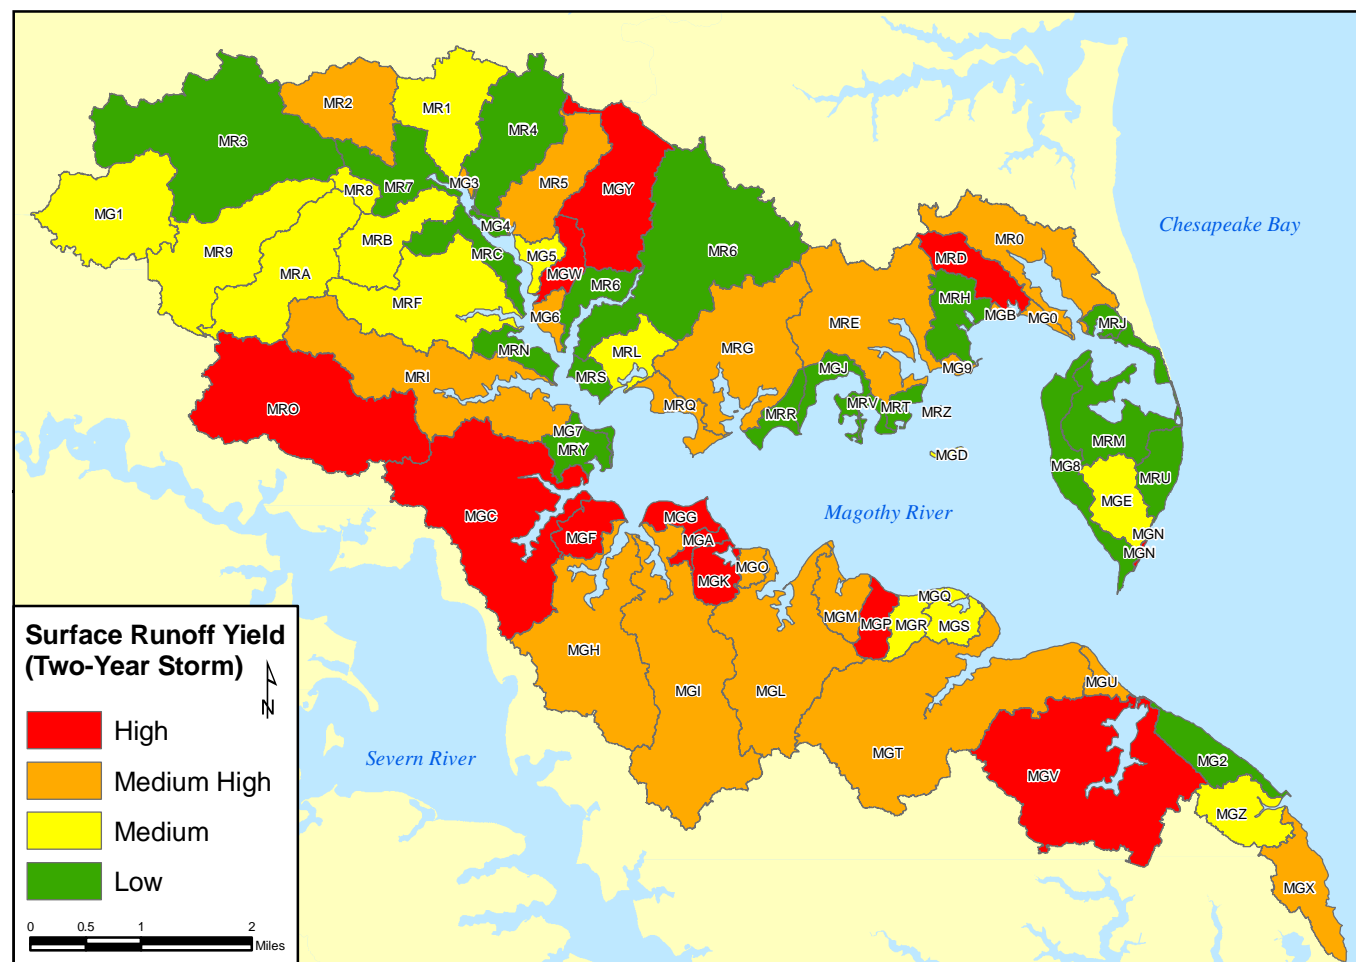 MR2
MR1
MR3
MR4
MR5
MG3
MGY
MR7
MR8
MG1
MG4
MRB
MR9
MRC
MG5
MR6
MRA
MGW
MR6
MRF
MG6
MR0
Chesapeake Bay
MRD
MRH
MGB
MG0
MRJ
MRE
MRG
MRN
MRL
MGJ
MG9
MRI
MRS
MRO
MRQ
MRR
MRV
MRT
MRZ
MG7
MRY
MGD
MRM
MG8
MRU
MGE
MGN
MGN
MGC
MGG
MGF
MGA
Magothy River
MGK
MGO
MGM
MGP
MGQ
MGR
MGS
MGH
MGI
MGL
MGT
MGU
MGV
MG2
MGZ
MGX
Severn River
Surface Runoff Yield
(Two-Year Storm)
N
High
Medium High
Medium
Low
0 0.5 1 2
Miles